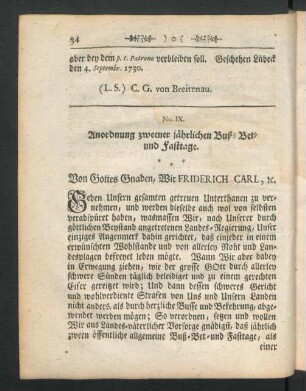 34 ( o )
aber bey dem p. t. Patrono verbleiben soll. Geschehen Lübeck
den 4. Septembr. 1730.
(L. S.) C. G. von Breitenau.
No. IX.
Anordnung zweener jährlichen Buß- Bet-
und Fasttage.
* * *
Von Gottes Gnaden, Wir FRIDERICH CARL, &c.
Geben Unsern gesamten getreuen Unterthanen zu ver-
nehmen, und werden dieselbe auch wol von selbsten
verabspüret haben, wasmassen Wir, nach Unserer durch
göttlichen Beystand angetretenen Landes-Regierung, Unser
einziges Augenmerk dahin gerichtet, daß einjeder in einem
erwünschten Wohlstande und von allerley Noht und Landes-
plagen befreyet leben mögte. Wann Wir aber dabey
in Erwegung ziehen, wie der grosse GOtt durch allerley
schwere Sünden täglich beleidiget und zu einem gerechten
Eifer gereitzet wird; Und dann dessen schweres Gericht
und wohlverdiente Strafen von Uns und Unsern Landen
nicht anders, als durch herzliche Busse und Bekehrung, abge-
wendet werden mögen; So verordnen, setzen und wollen
Wir aus Landes-väterlicher Vorsorge gnädigst, daß jährlich
zween öffentliche allgemeine Buß- Bet- und Fasttage, als
einer